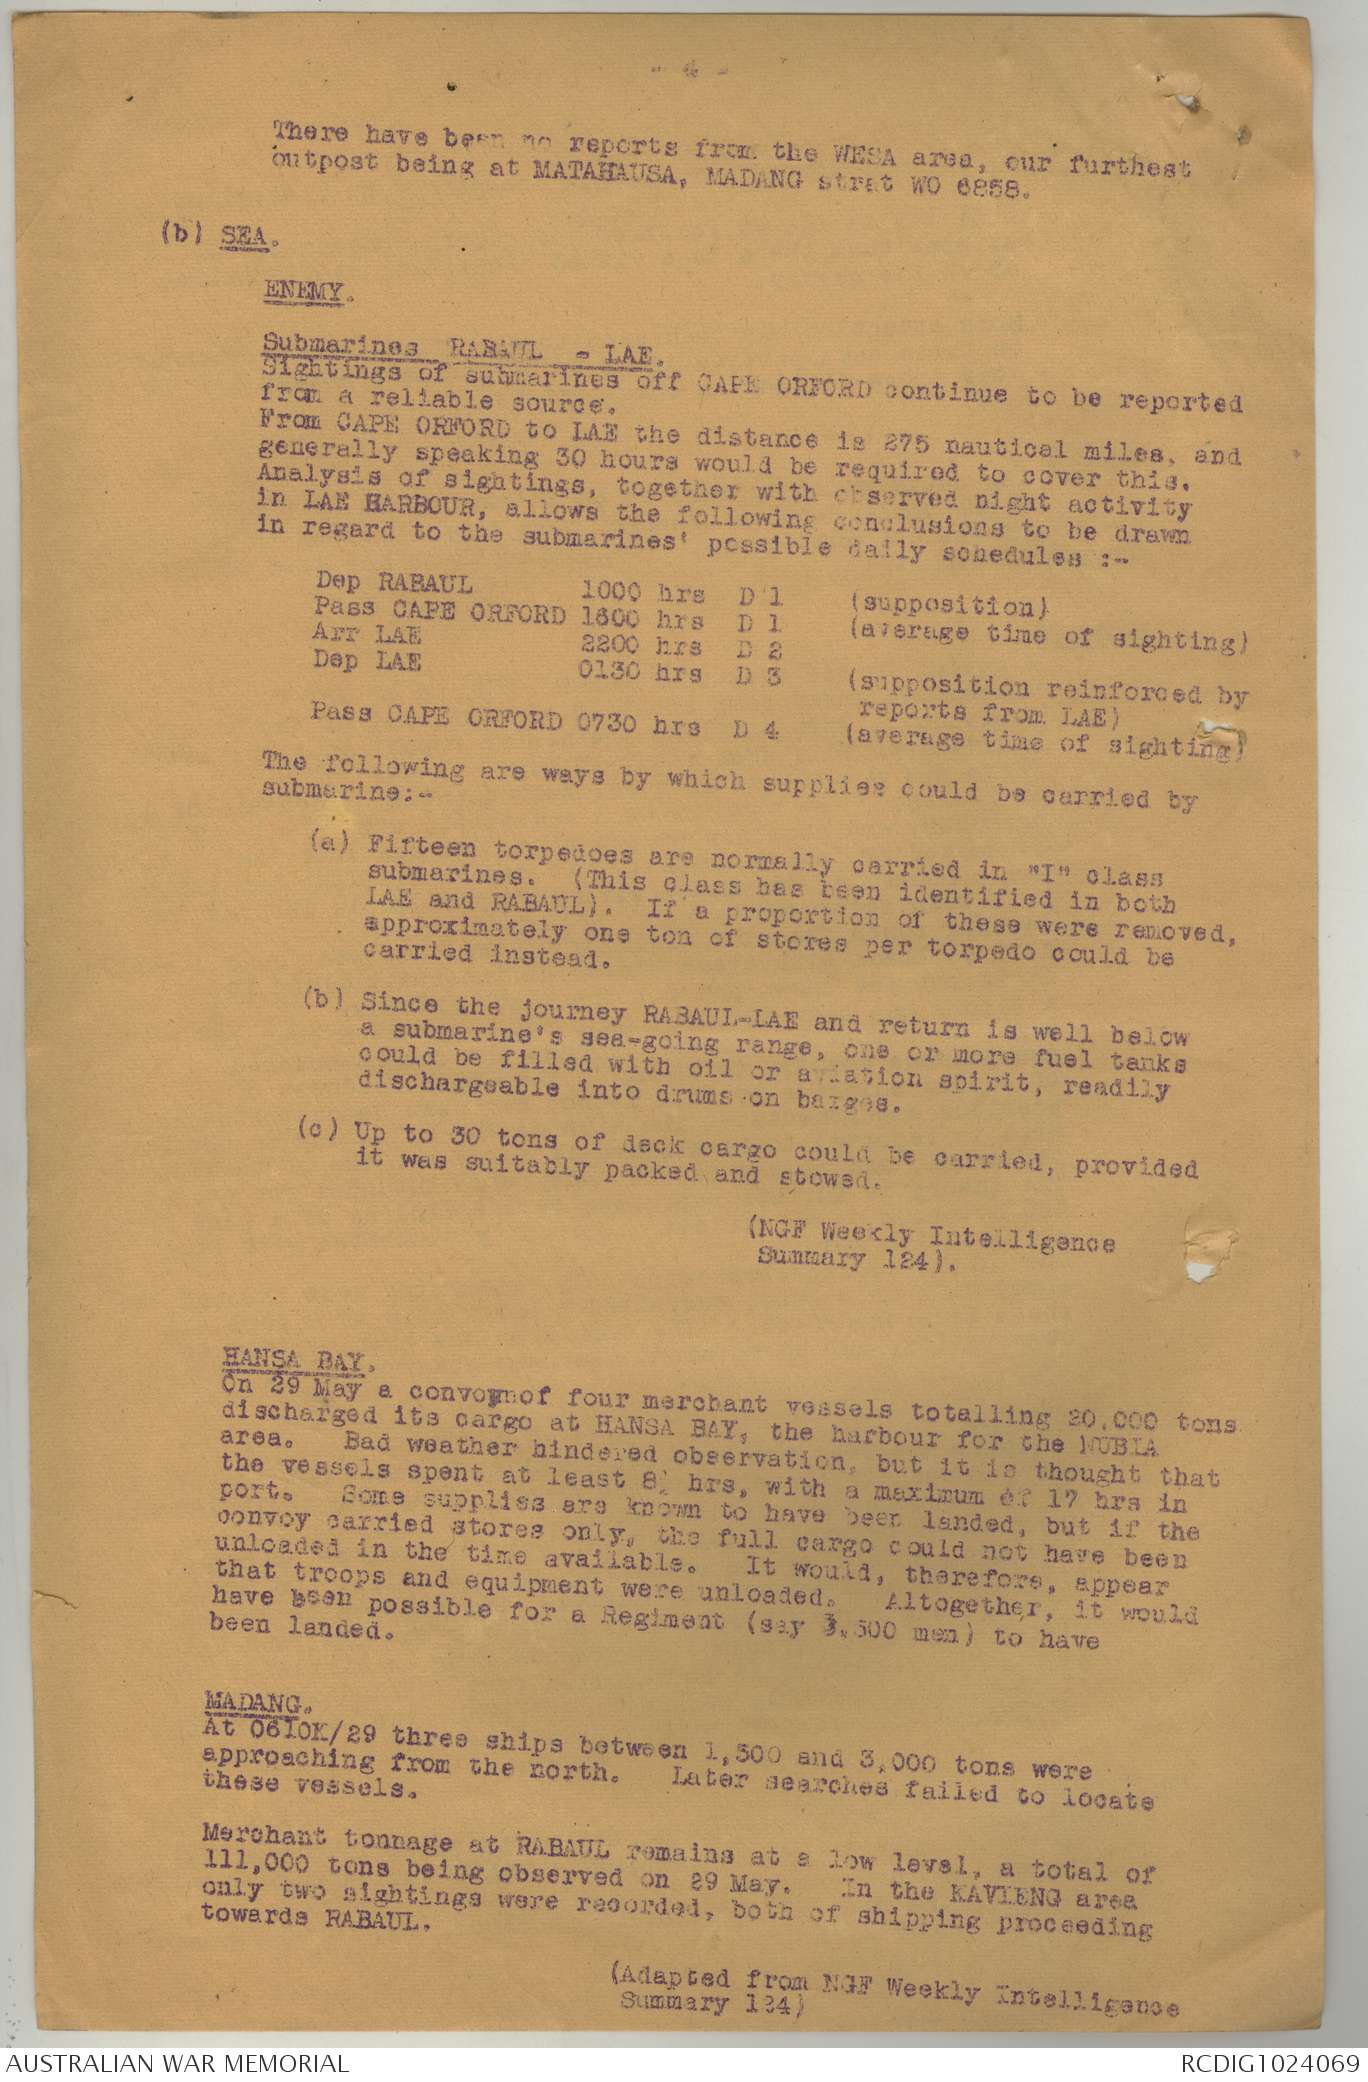 - 4 -
There have been no reports from the WESA area, our furthest
outpost being at MATAHAUSA, MADANG strat WO 6858.
(b) SEA.
ENEMY.
Submarines RABAUL - LAE.
Sightings of submarines off CAPE ORFORD continue to be reported
from a reliable source.
From CAPE ORFORD to LAE the distance is 275 nautical miles, and
generally speaking 30 hours would be required to cover this.
Analysis of sightings, together with observed night activity
in LAE HARBOUR, allows the following conclusions to be drawn
in regard to the submarines' possible daily schedules :-
Dep RABAUL 1000 hrs D 1 (supposition)
Pass CAPE ORFORD 1600 hrs D 1 (average time of sighting)
Arr LAE 2200 hrs D 2
Dep LAE 0130 hrs D 3 (supposition reinforced by
reports from LAE)
Pass CAPE ORFORD 0730 hrs D 4 (average time of sighting)
The following are ways by which supplies could be carried by
submarine:-
(a) Fifteen torpedoes are normally carried in "I" class
submarines. (This class has been identified in both
LAE and RABAUL). If a proportion of these were removed,
approximately one ton of stores per torpedo could be
carried instead.
(b) Since the journey RABAUL-LAE and return is well below
a submarine's sea-going range, one or more fuel tanks
could be filled with oil or aviation spirit, readily
dischargeable into drums on barges.
(c) Up to 30 tons of deck cargo could be carried, provided
it was suitably packed and stowed.
(NGF Weekly Intelligence
Summary 124).
HANSA BAY.
On 29 May a convoynof four merchant vessels totalling 20,000 tons
discharged its cargo at HANSA BAY, the harbour for the NUBIA
area. Bad weather hindered observation, but it is thought that
the vessels spent at least 8½ hrs, with a maximum of 17 hrs in
port. Some supplies are known to have been landed, but if the
convoy carried stores only, the full cargo could not have been
unloaded in the time available. It would, therefore, appear
that troops and equipment were unloaded. Altogether, it would
have been possible for a Regiment (say 3,500 men) to have
been landed.
MADANG.
At 0610K/29 three ships between 1,500 and 3,000 tons were
approaching from the north. Later searches failed to locate
these vessels.
Merchant tonnage at RABAUL remains at a low level, a total of
111,000 tons being observed on 29 May. In the KAVIENG area
only two sightings were recorded, both of shipping proceeding
towards RABAUL.
(Adapted from NGF Weekly Intelligence
Summary 124)
AUSTRALIAN WAR MEMORIAL
RCDIG1024069